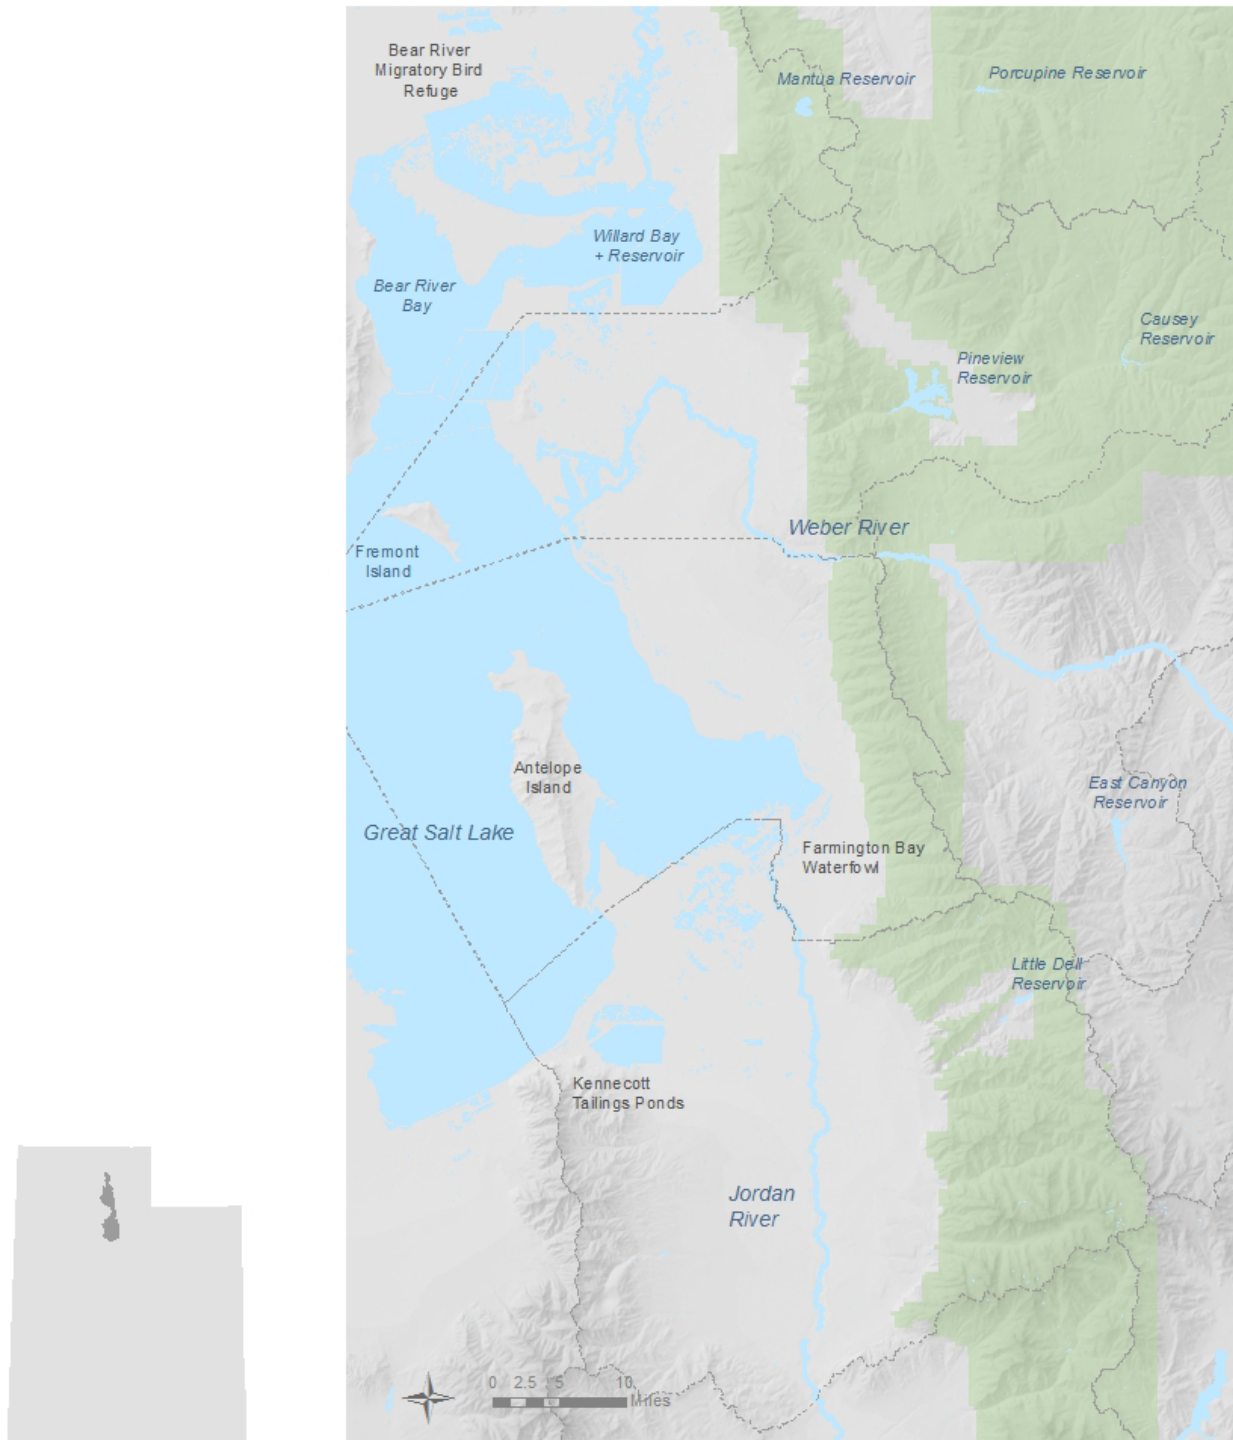 Bear River
Migratory Bird
Refuge
Mantua Reservoir
Porcupine Reservoir
Willard Bay
+ Reservoir
Bear River
Bay
Causey
Reservoir
Pineview
Reservoir
Weber River
Fremont
Island
Antelope
Island
East Canyon
Reservoir
Great Salt Lake
Farmington Bay
Waterfowl
Little Dell
Reservoir
Kennecott
Tailings Ponds
Jordan
River
0 2.5 5 10
Miles